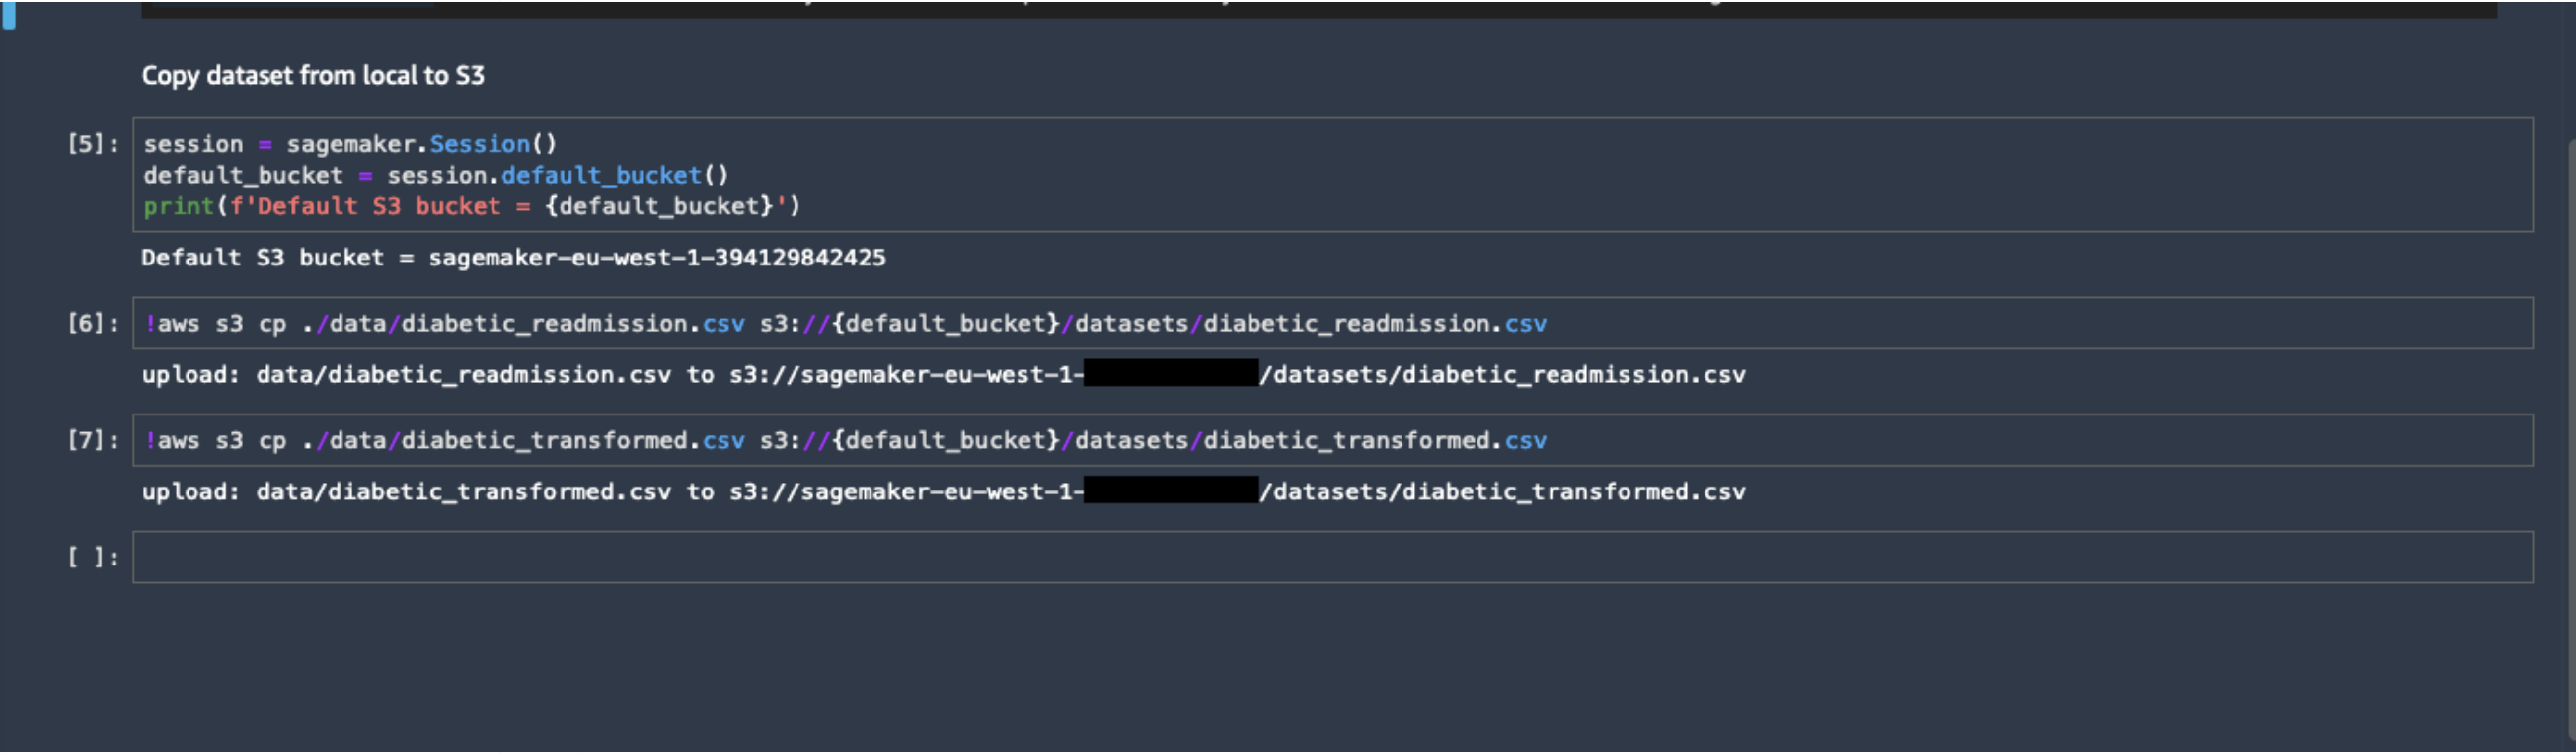 Copy dataset from local to S3
[5]: session = sagemaker.Session()
default_bucket = session.default_bucket()
print(f'Default S3 bucket = {default_bucket}')
Default S3 bucket = sagemaker-eu-west-1-394129842425
[6]: !aws s3 cp ./data/diabetic_readmission.csv s3://{default_bucket}/datasets/diabetic_readmission.csv
upload: data/diabetic_readmission.csv to s3://sagemaker-eu-west-1-/datasets/diabetic_readmission.csv
[7]: !aws s3 cp ./data/diabetic_transformed.csv s3://{default_bucket}/datasets/diabetic_transformed.csv
upload: data/diabetic_transformed.csv to s3://sagemaker-eu-west-1-/datasets/diabetic_transformed.csv
[ ]: